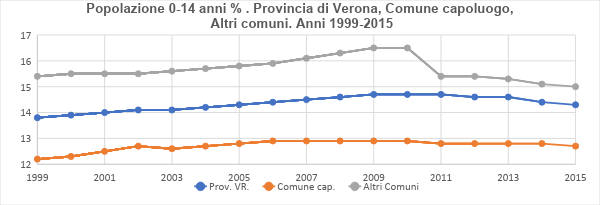 Popolazione 0-14 anni % . Provincia di Verona, Comune capoluogo,
Altri comuni. Anni 1999-2015
17
16
15
14
13
12
1999 2001 2003 2005 2007 2009 2011 2013 2015
Prov. VR. Comune cap. Altri Comuni